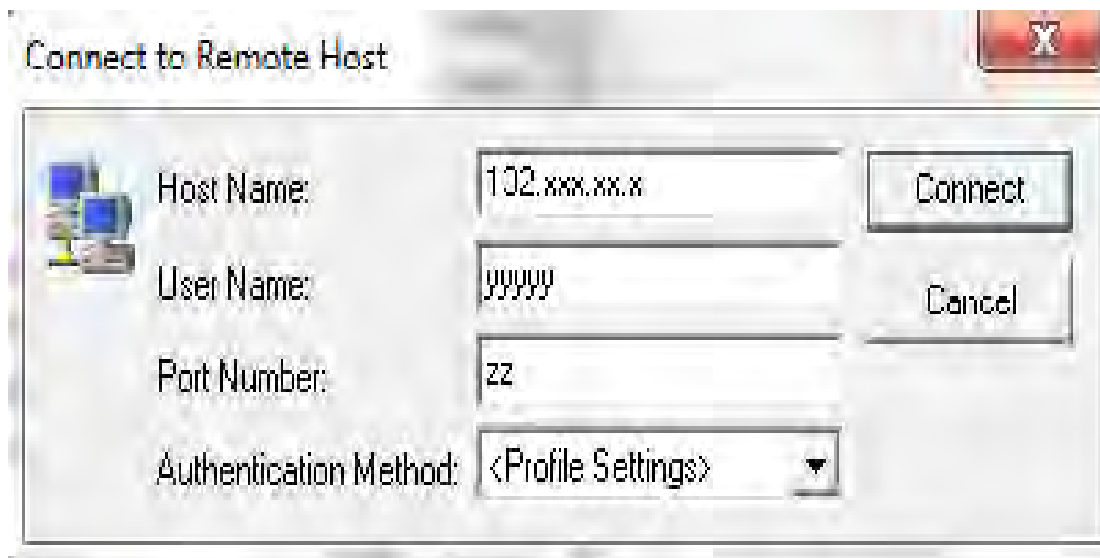 Connect to Remote Host
Host Name: 102.xxx.xx.x Connect
User Name: yyyyy Cancel
Port Number: zz
Authentication Method: <Profile Settings>